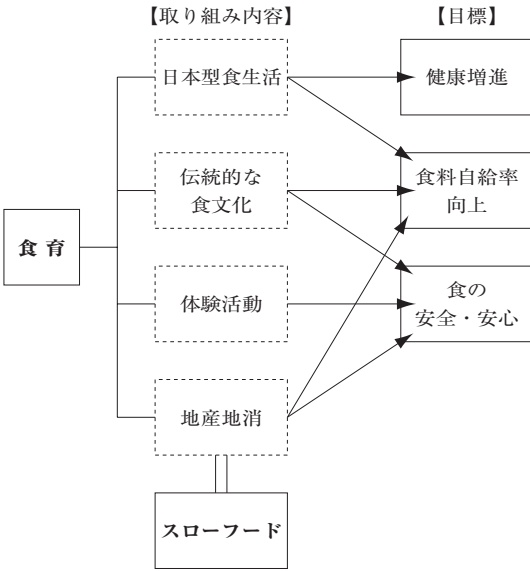 【取り組み内容】
【目標】
日本型食生活
健康増進
伝統的な
食文化
食料自給率
向上
食 育
体験活動
食の
安全・安心
地産地消
スローフード